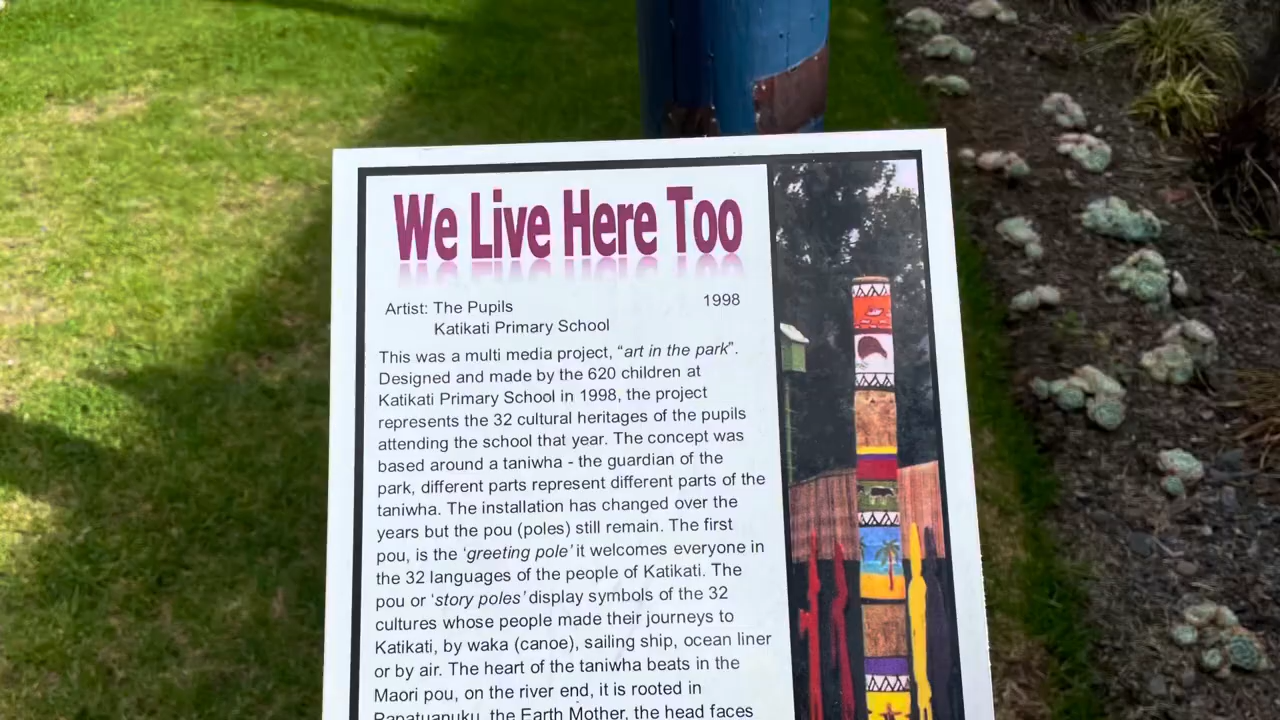 We Live Here Too
Artist: The Pupils 1998
Katikati Primary School
This was a multi media project, “art in the park”.
Designed and made by the 620 children at
Katikati Primary School in 1998, the project
represents the 32 cultural heritages of the pupils
attending the school that year. The concept was
based around a taniwha - the guardian of the
park, different parts represent different parts of the
taniwha. The installation has changed over the
years but the pou (poles) still remain. The first
pou, is the ‘greeting pole’ it welcomes everyone in
the 32 languages of the people of Katikati. The
pou or ‘story poles’ display symbols of the 32
cultures whose people made their journeys to
Katikati, by waka (canoe), sailing ship, ocean liner
or by air. The heart of the taniwha beats in the
Maori pou, on the river end, it is rooted in
Papatuanuku, the Earth Mother, the head faces